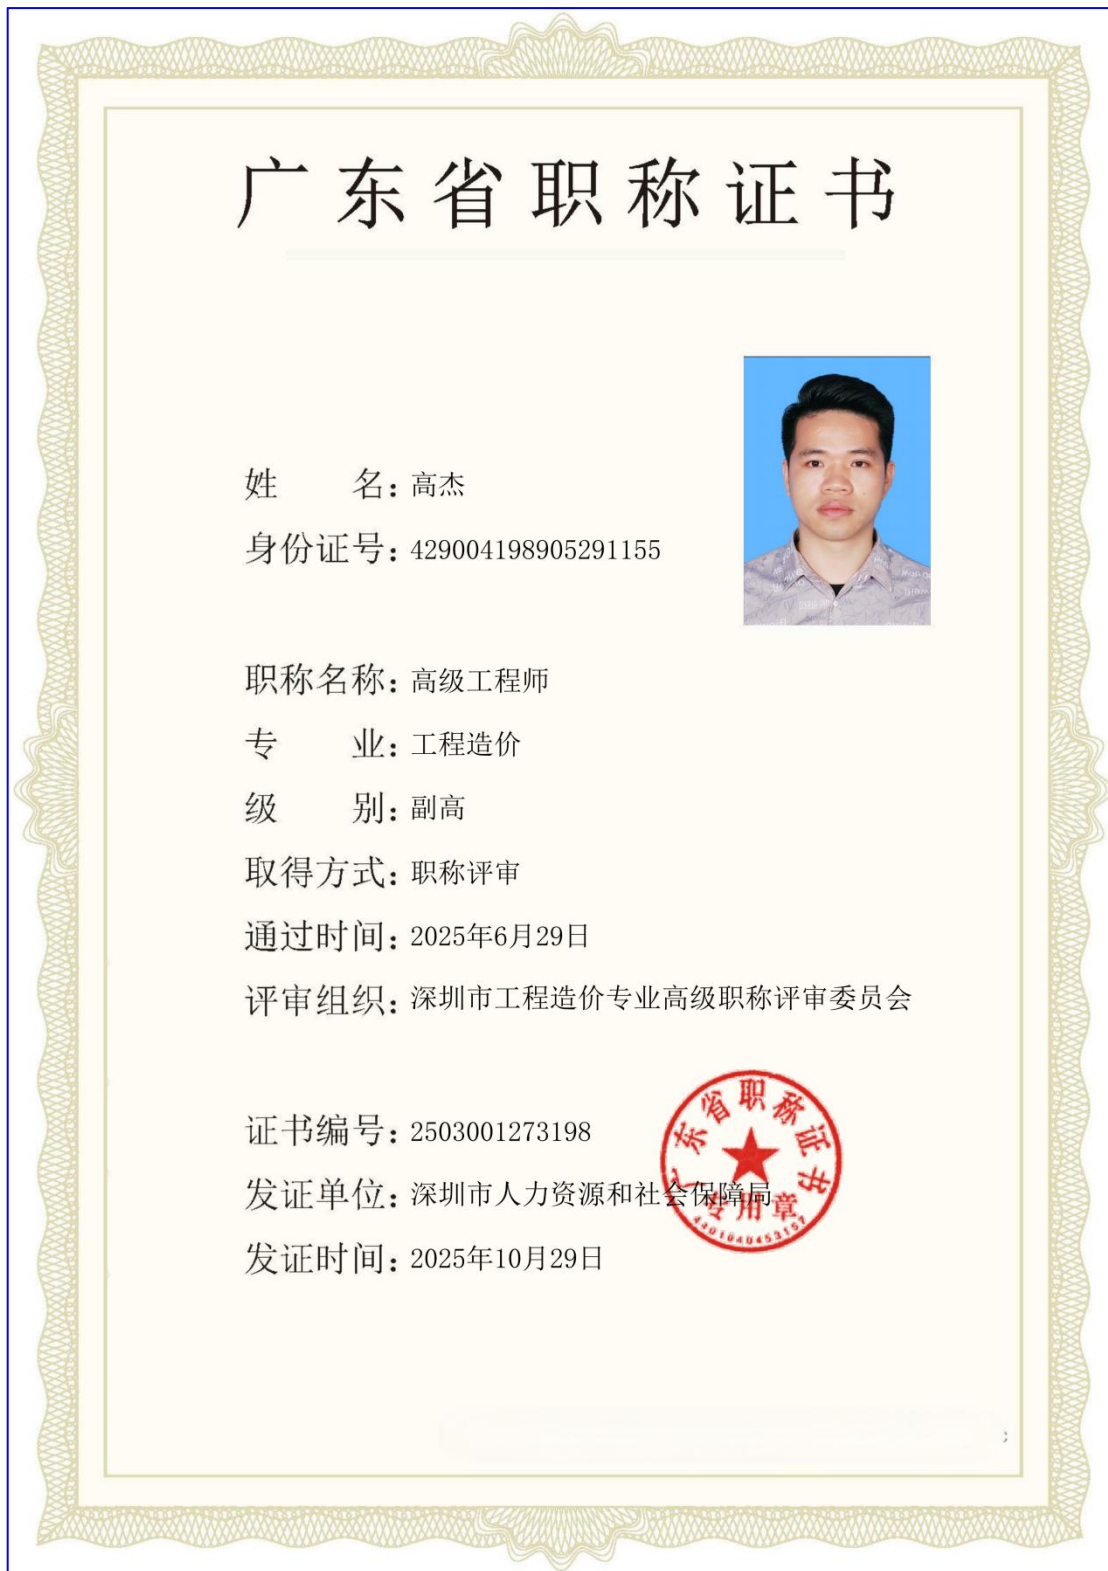 广东省职称证书
姓 名：高杰
身份证号：429004198905291155
职称名称：高级工程师
专 业：工程造价
级 别：副高
取得方式：职称评审
通过时间：2025年6月29日
评审组织：深圳市工程造价专业高级职称评审委员会
证书编号：2503001273198
发证单位：深圳市人力资源和社会保障局
发证时间：2025年10月29日
广东省职称证书
专用章
4401040453157